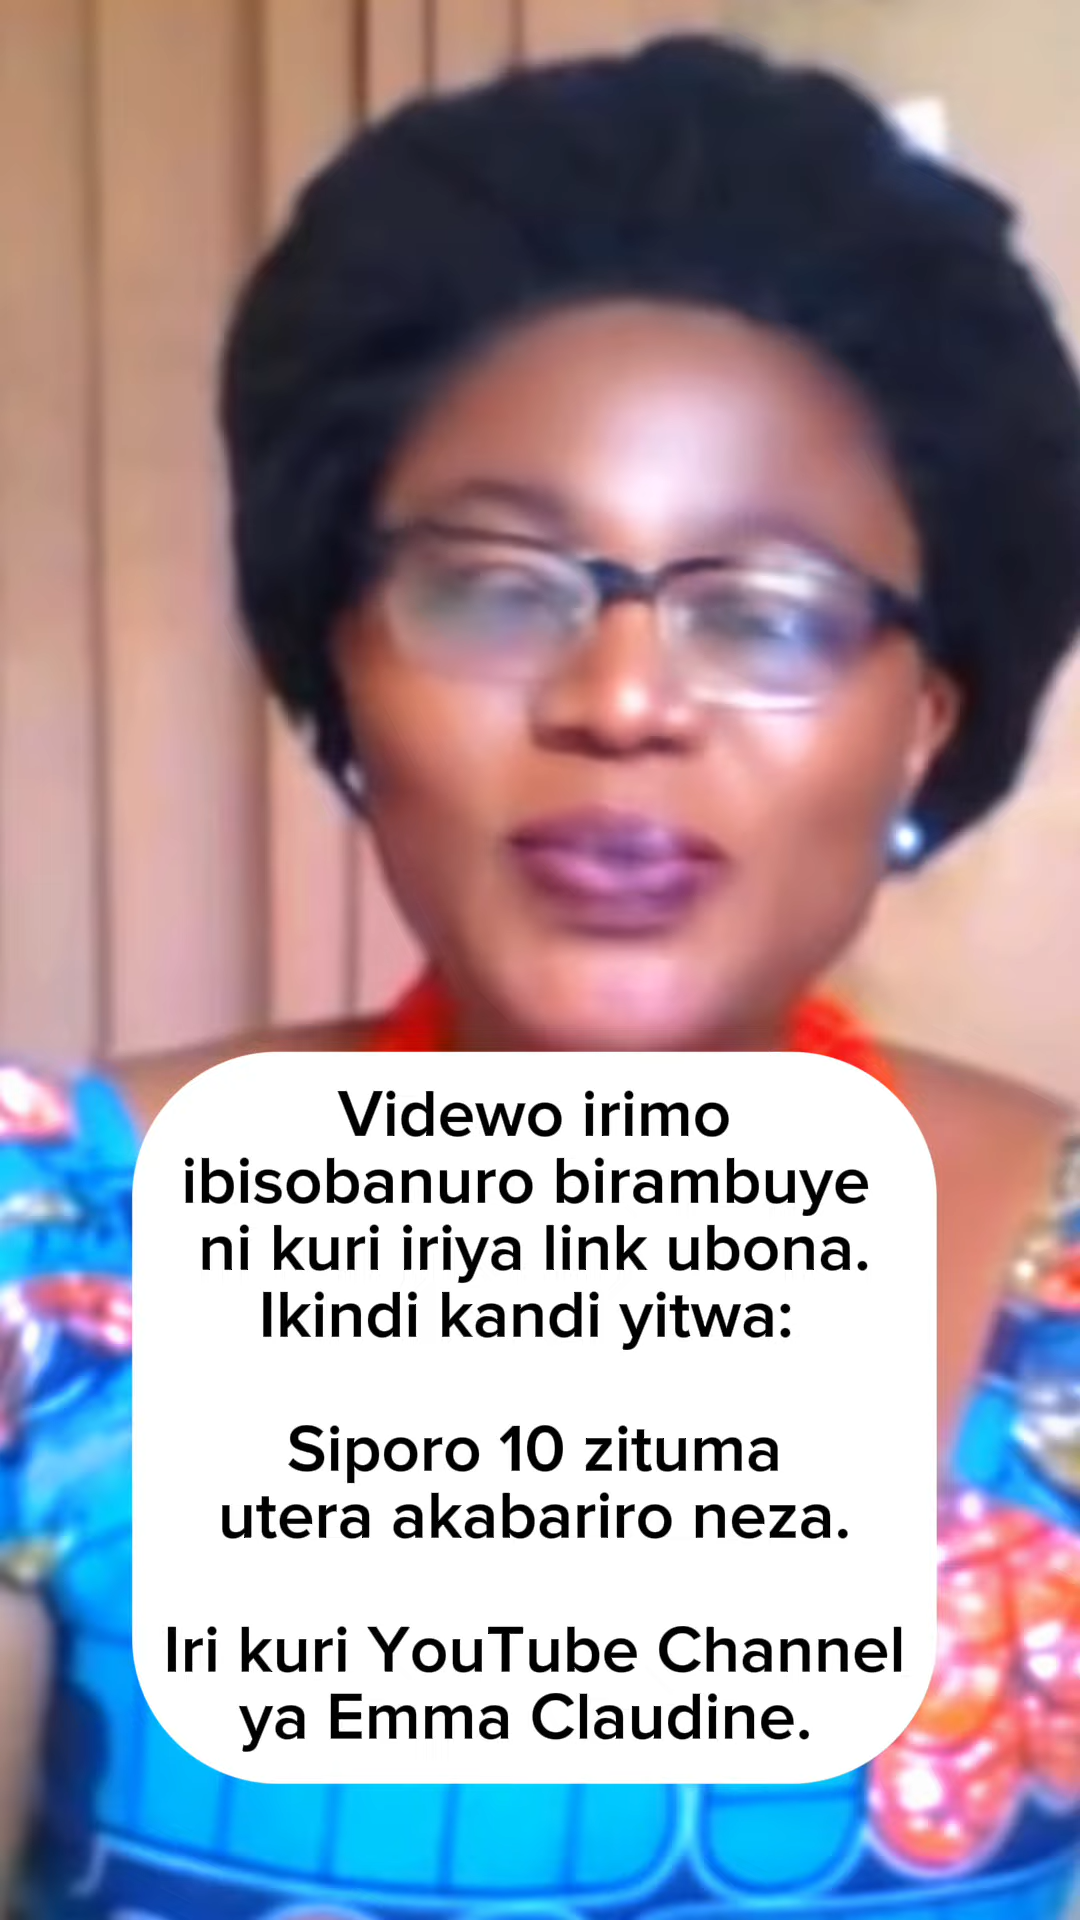 Videwo irimo
ibisobanuro birambuye
ni kuri iriya link ubona.
Ikindi kandi yitwa:
Siporo 10 zituma
utera akabariro neza.
Iri kuri YouTube Channel
ya Emma Claudine.